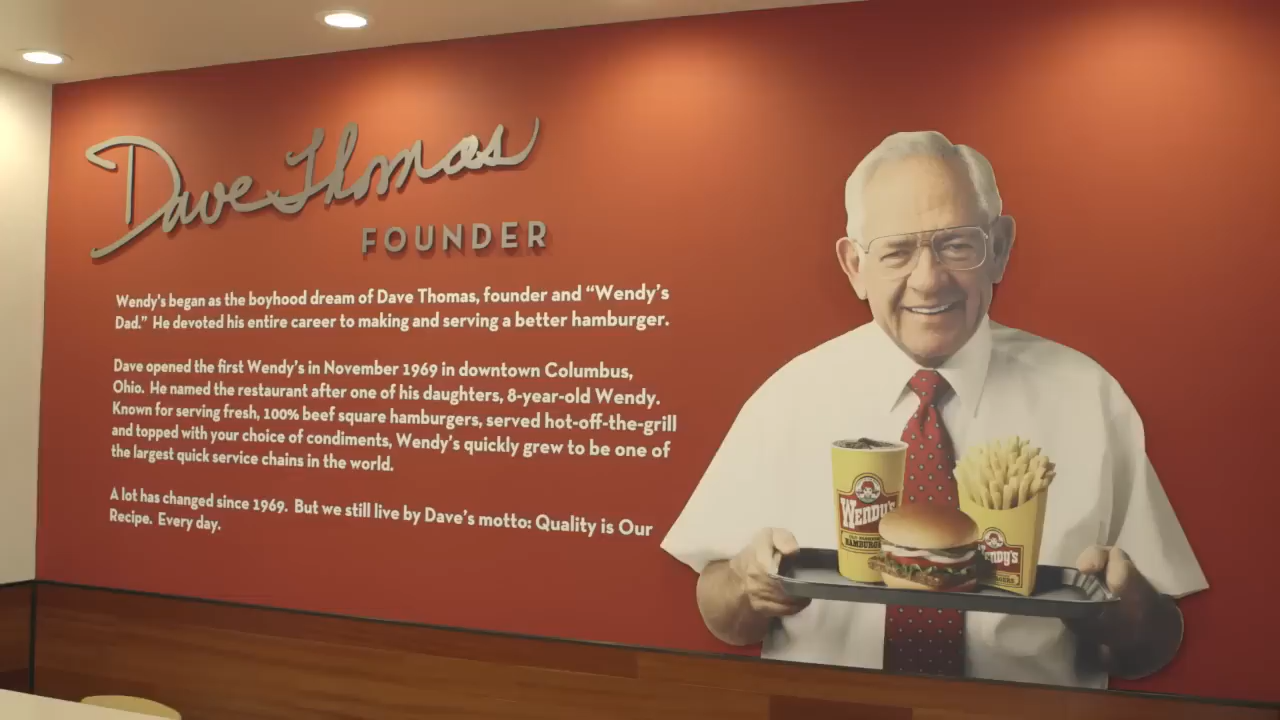 Dave Thomas
FOUNDER
Wendy's began as the boyhood dream of Dave Thomas, founder and “Wendy's
Dad.” He devoted his entire career to making and serving a better hamburger.
Dave opened the first Wendy's in November 1969 in downtown Columbus,
Ohio. He named the restaurant after one of his daughters, 8-year-old Wendy.
Known for serving fresh, 100% beef square hamburgers, served hot-off-the-grill
and topped with your choice of condiments, Wendy's quickly grew to be one of
the largest quick service chains in the world.
A lot has changed since 1969. But we still live by Dave's motto: Quality is Our
Recipe. Every day.
WENDY'S